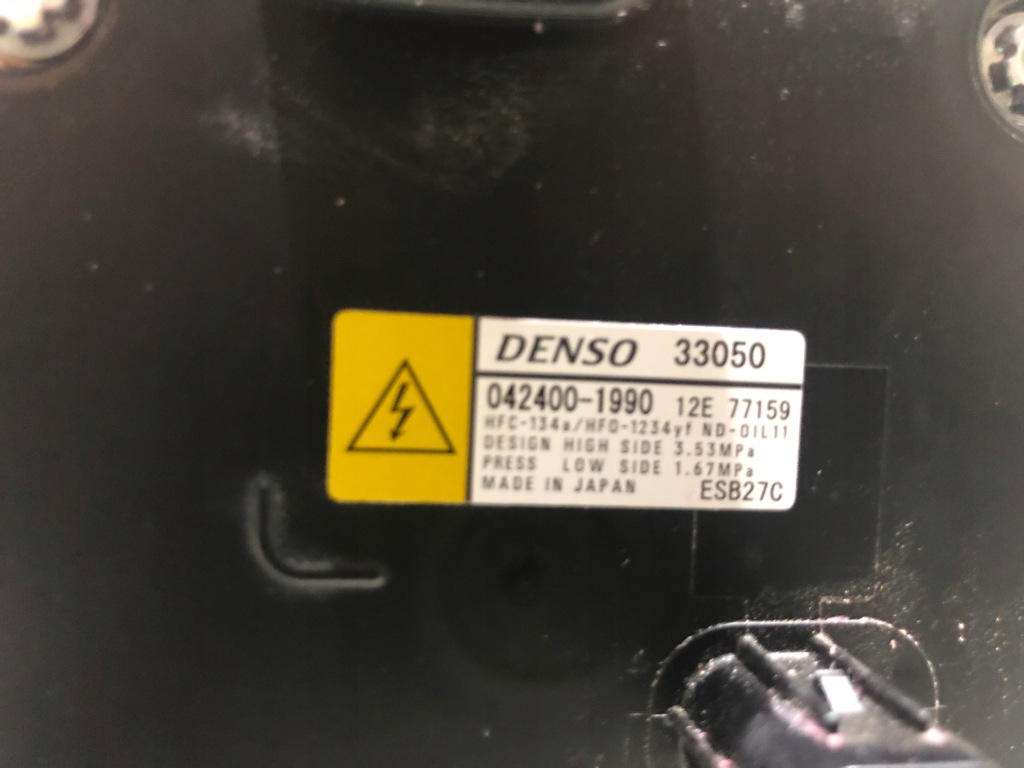 DENSO 33050
042400-1990 12E 77159
HFC-134a/HFO-1234yf ND-OIL11
DESIGN HIGH SIDE 3.53MPa
PRESS LOW SIDE 1.67MPa
MADE IN JAPAN ESB27C